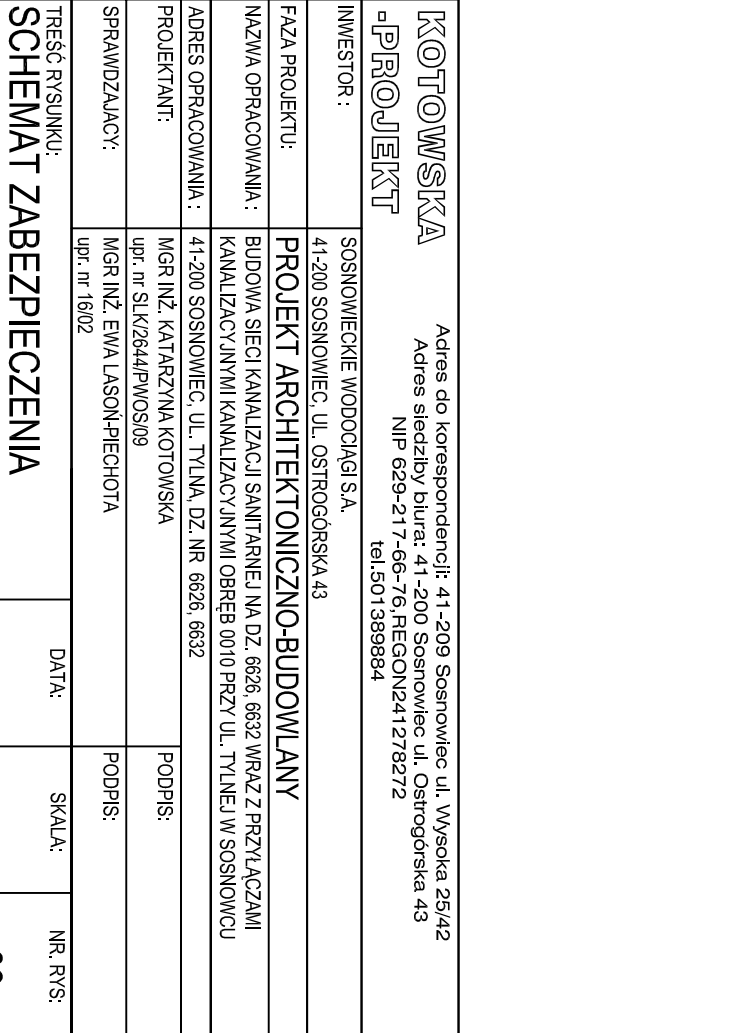 KOTOWSKA
-PROJEKT
Adres do korespondencji: 41-209 Sosnowiec ul. Wysoka 25/42
Adres siedziby biura: 41-200 Sosnowiec ul. Ostrogórska 43
NIP 629-217-66-76,REGON241278272
tel.501389884
INWESTOR :
SOSNOWIECKIE WODOCIĄGI S.A.
41-200 SOSNOWIEC, UL. OSTROGÓRSKA 43
FAZA PROJEKTU:
PROJEKT ARCHITEKTONICZNO-BUDOWLANY
NAZWA OPRACOWANIA :
BUDOWA SIECI KANALIZACJI SANITARNEJ NA DZ. 6626, 6632 WRAZ Z PRZYŁĄCZAMI
KANALIZACYJNYMI KANALIZACYJNYMI OBRĘB 0010 PRZY UL. TYLNEJ W SOSNOWCU
ADRES OPRACOWANIA :
41-200 SOSNOWIEC, UL. TYLNA, DZ. NR 6626, 6632
PROJEKTANT:
MGR INŻ. KATARZYNA KOTOWSKA
upr. nr SLK/2644/PWOS/09
PODPIS:
SPRAWDZAJACY:
MGR INŻ. EWA LASOŃ-PIECHOTA
upr. nr 16/02
PODPIS:
TREŚĆ RYSUNKU:
SCHEMAT ZABEZPIECZENIA
DATA:
SKALA:
NR. RYS: